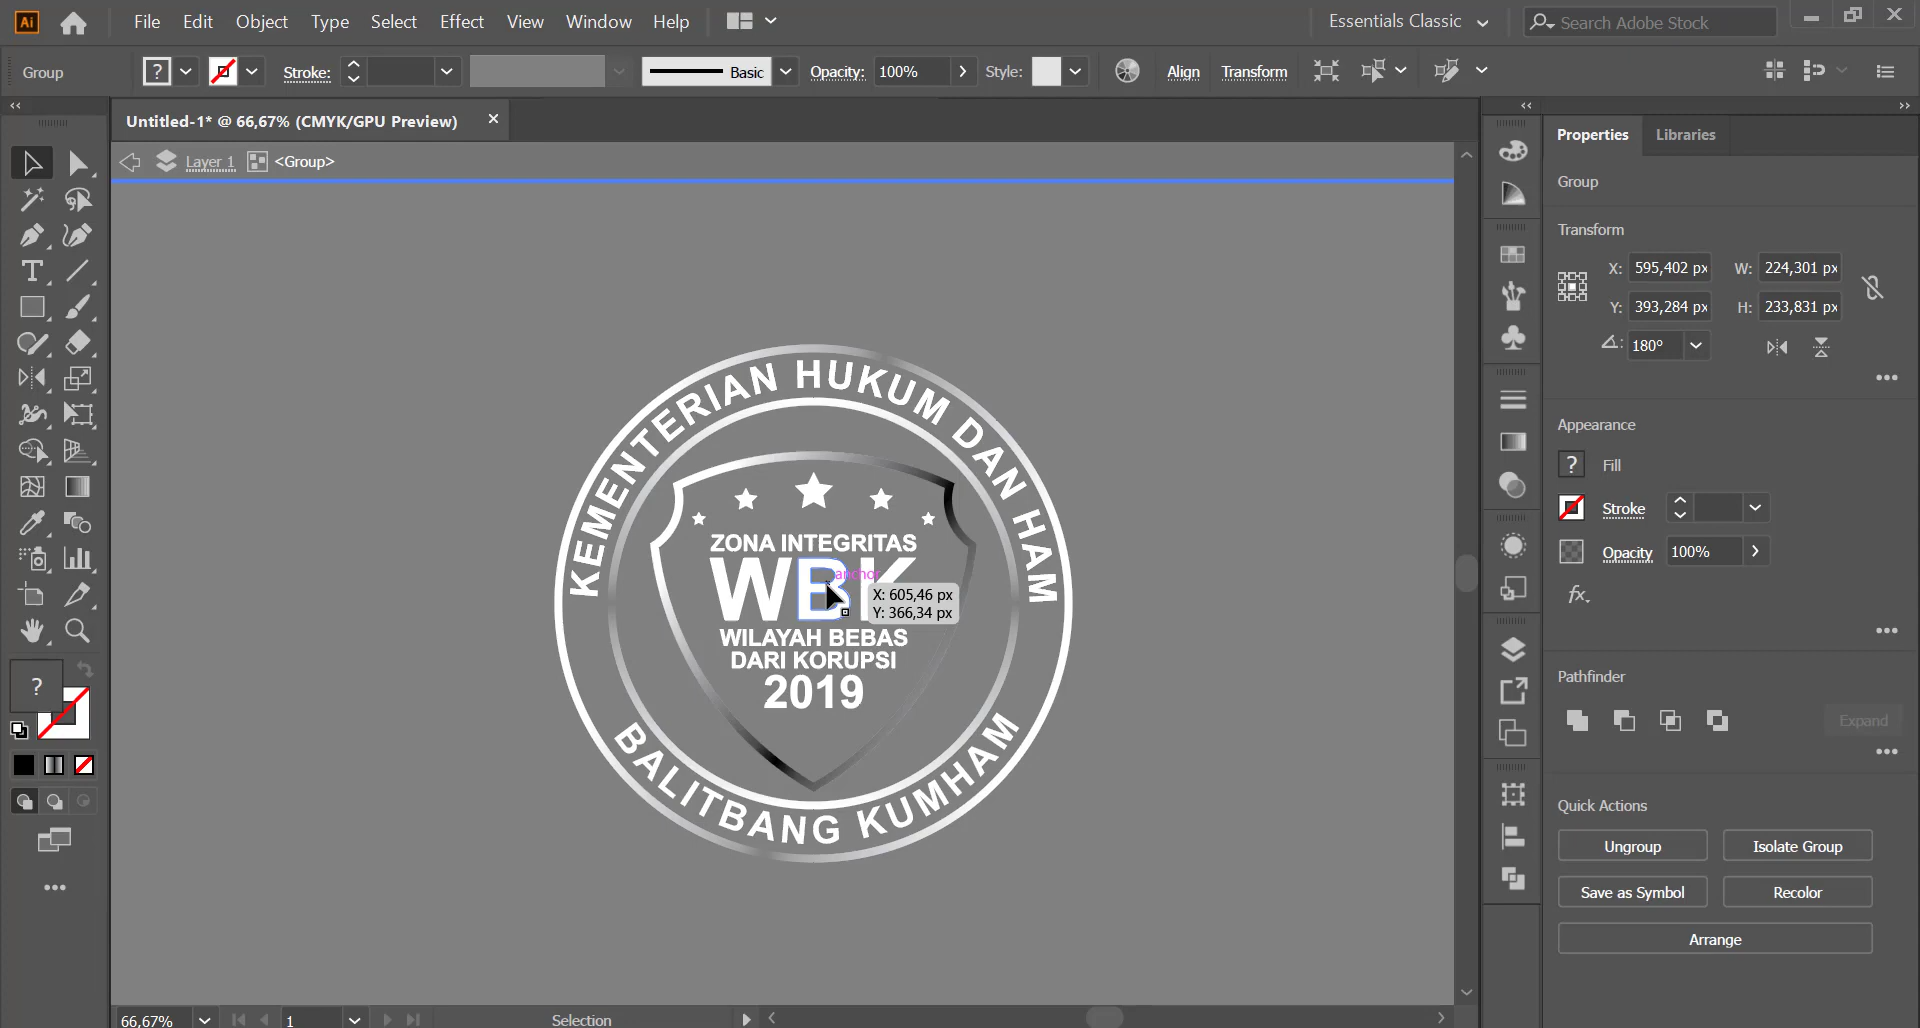 File Edit Object Type Select Effect View Window Help
Essentials Classic
Search Adobe Stock
Group
?
Stroke:
Basic
Opacity: 100%
Style:
Align
Transform
Untitled-1* @ 66,67% (CMYK/GPU Preview)
Layer 1 <Group>
Properties
Libraries
Group
Transform
X: 595,402 px
W: 224,301 px
Y: 393,284 px
H: 233,831 px
180°
Appearance
? Fill
Stroke
Opacity 100%
fx.
Pathfinder
Expand
Quick Actions
Ungroup
Isolate Group
Save as Symbol
Recolor
Arrange
KEMENTERIAN HUKUM DAN HAM
ZONA INTEGRITAS
WBK
anchor
X: 605,46 px
Y: 366,34 px
WILAYAH BEBAS
DARI KORUPSI
2019
BALITBANG KUMHAM
?
66,67%
1
Selection